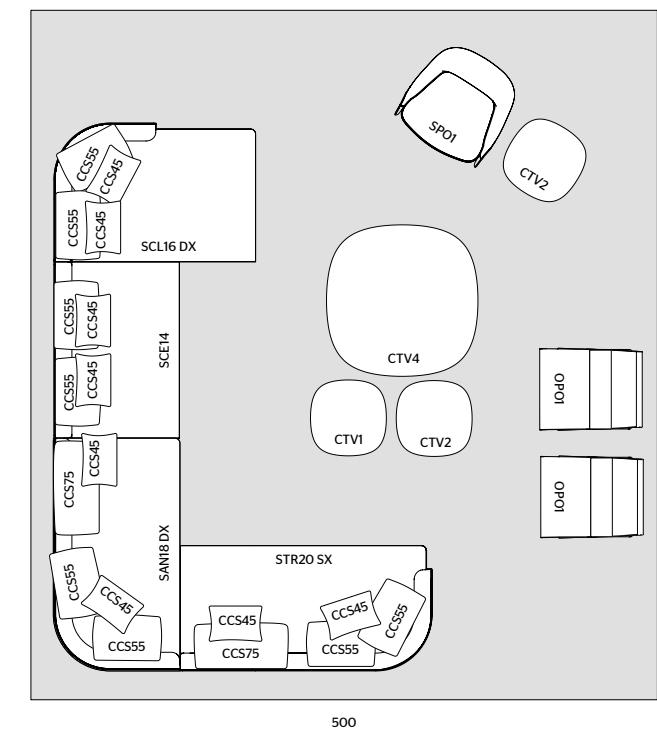 SPO1
CTV2
CCS55
CCS45
CCS55
CCS45
SCL16 DX
CCS55
CCS45
SCE14
CTV4
CCS55
CCS45
OPO1
CTV1
CTV2
CCS45
CCS75
OPO1
SAN18 DX
STR20 SX
CCS55
CCS45
CCS55
CCS45
CCS75
CCS45
CCS55
CCS55
500